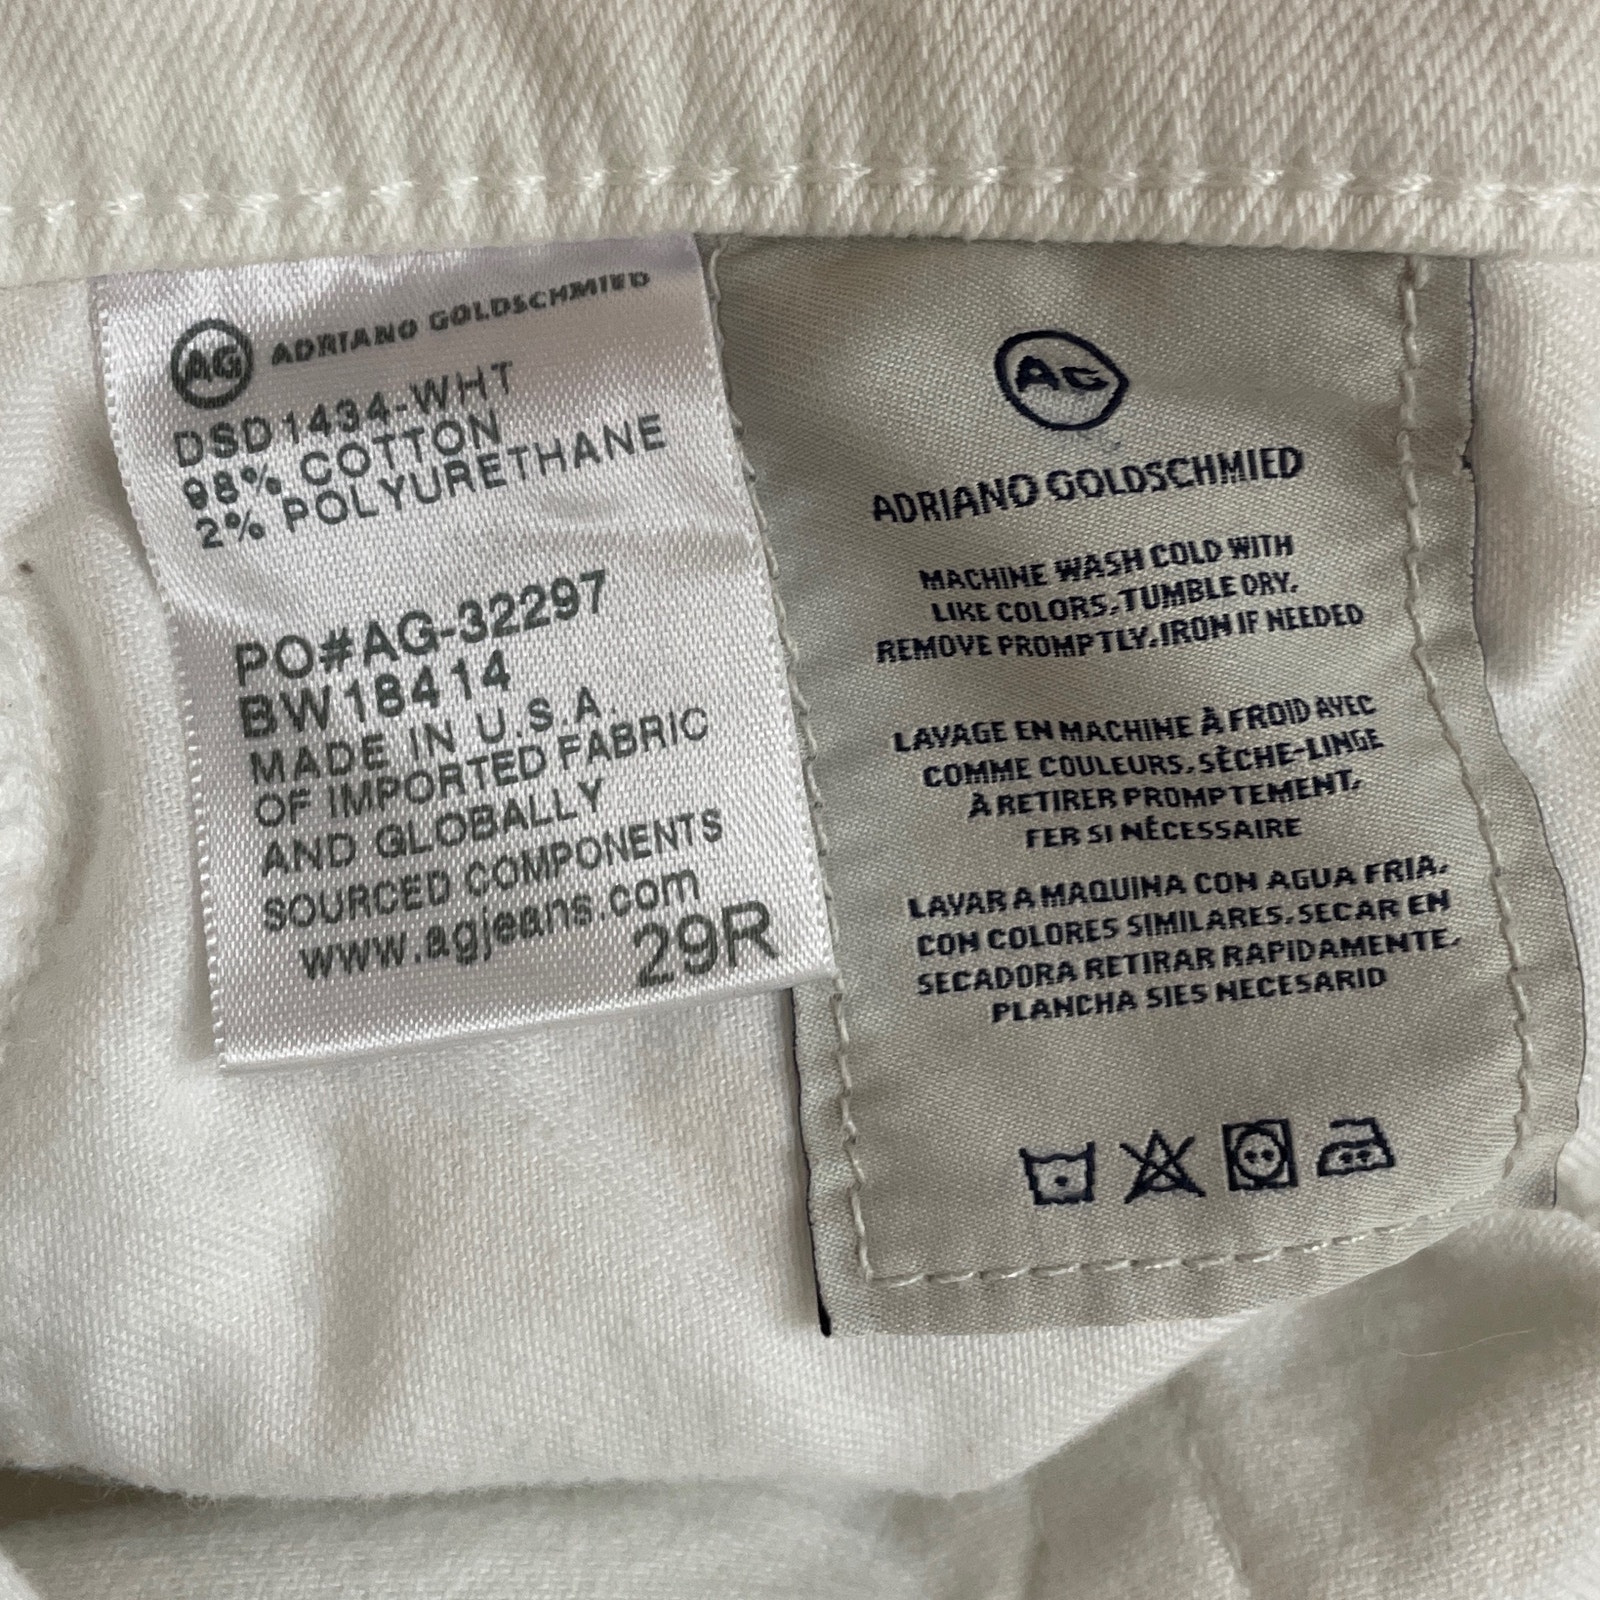 AG ADRIANO GOLDSCHMIED
DSD1434-WHT
98% COTTON
2% POLYURETHANE
PO#AG-32297
BW18414
MADE IN U.S.A.
OF IMPORTED FABRIC
AND GLOBALLY
SOURCED COMPONENTS
www.agjeans.com
29R
AG
ADRIANO GOLDSCHMIED
MACHINE WASH COLD WITH
LIKE COLORS, TUMBLE DRY,
REMOVE PROMPTLY, IRON IF NEEDED
LAVAGE EN MACHINE À FROID AVEC
COMME COULEURS, SÈCHE-LINGE
À RETIRER PROMPTEMENT,
FER SI NÉCESSAIRE
LAVAR A MAQUINA CON AGUA FRIA,
CON COLORES SIMILARES, SECAR EN
SECADORA RETIRAR RAPIDAMENTE,
PLANCHA SIES NECESARIO